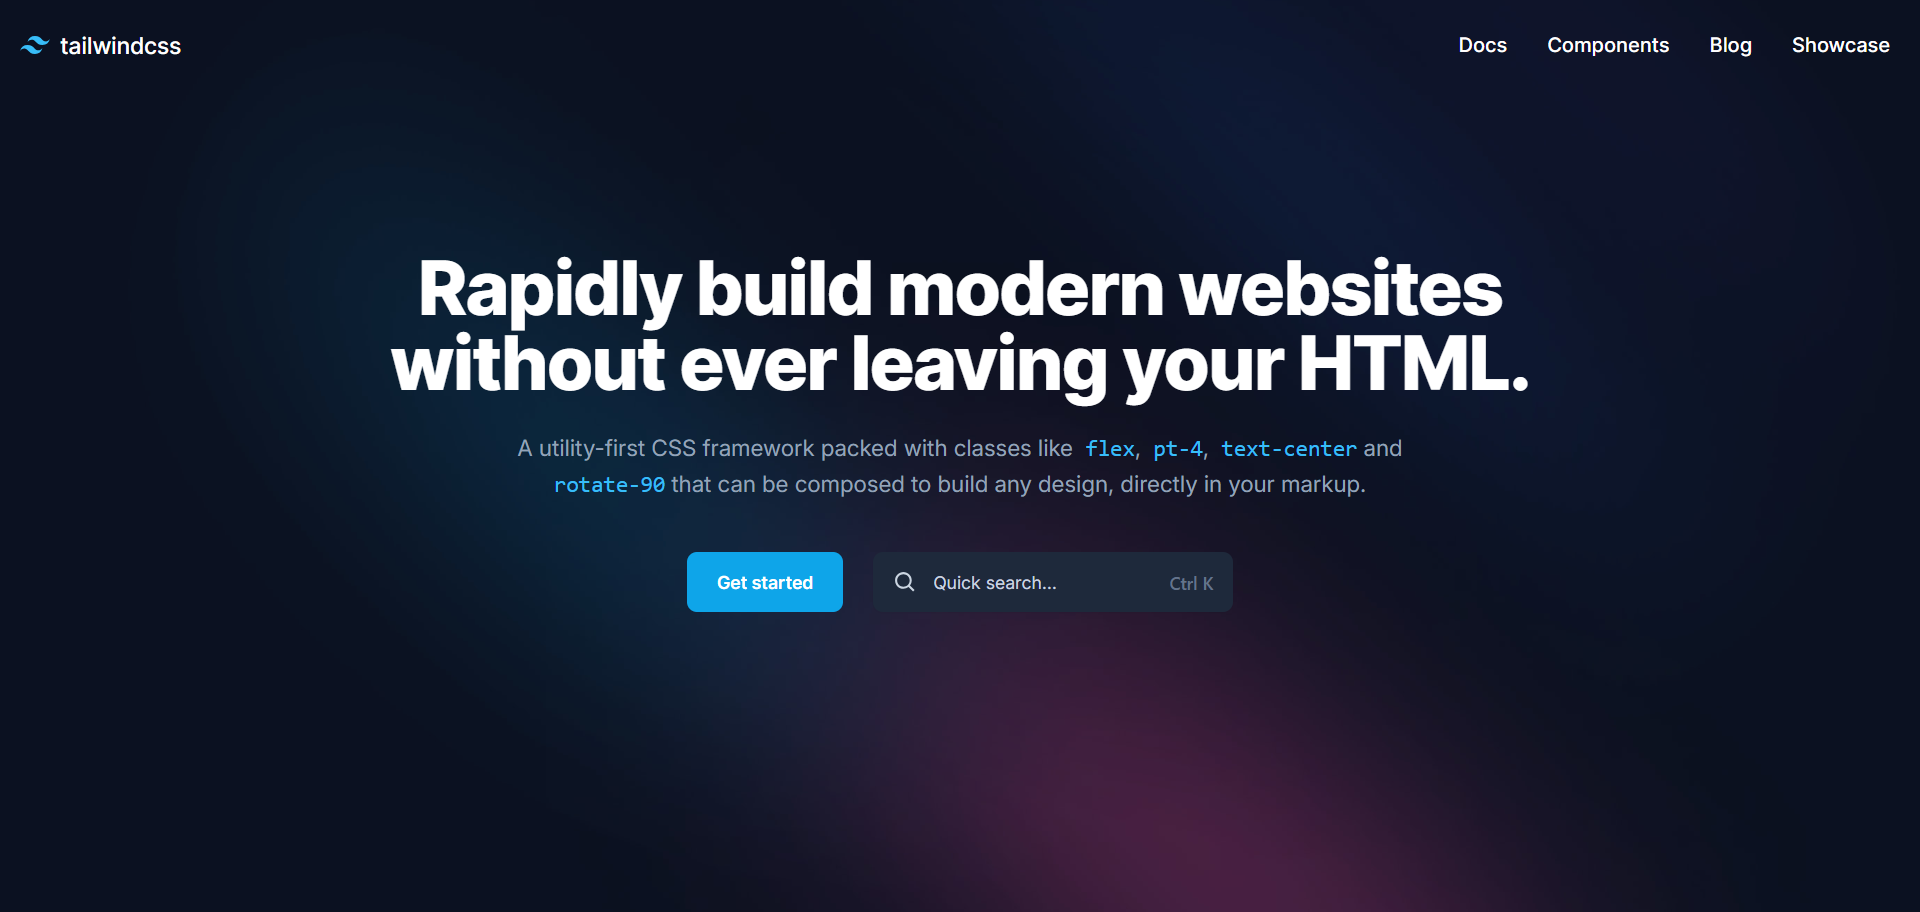 tailwindcss
Docs Components Blog Showcase
Rapidly build modern websites
without ever leaving your HTML.
A utility-first CSS framework packed with classes like flex, pt-4, text-center and
rotate-90 that can be composed to build any design, directly in your markup.
Get started
Quick search... Ctrl K